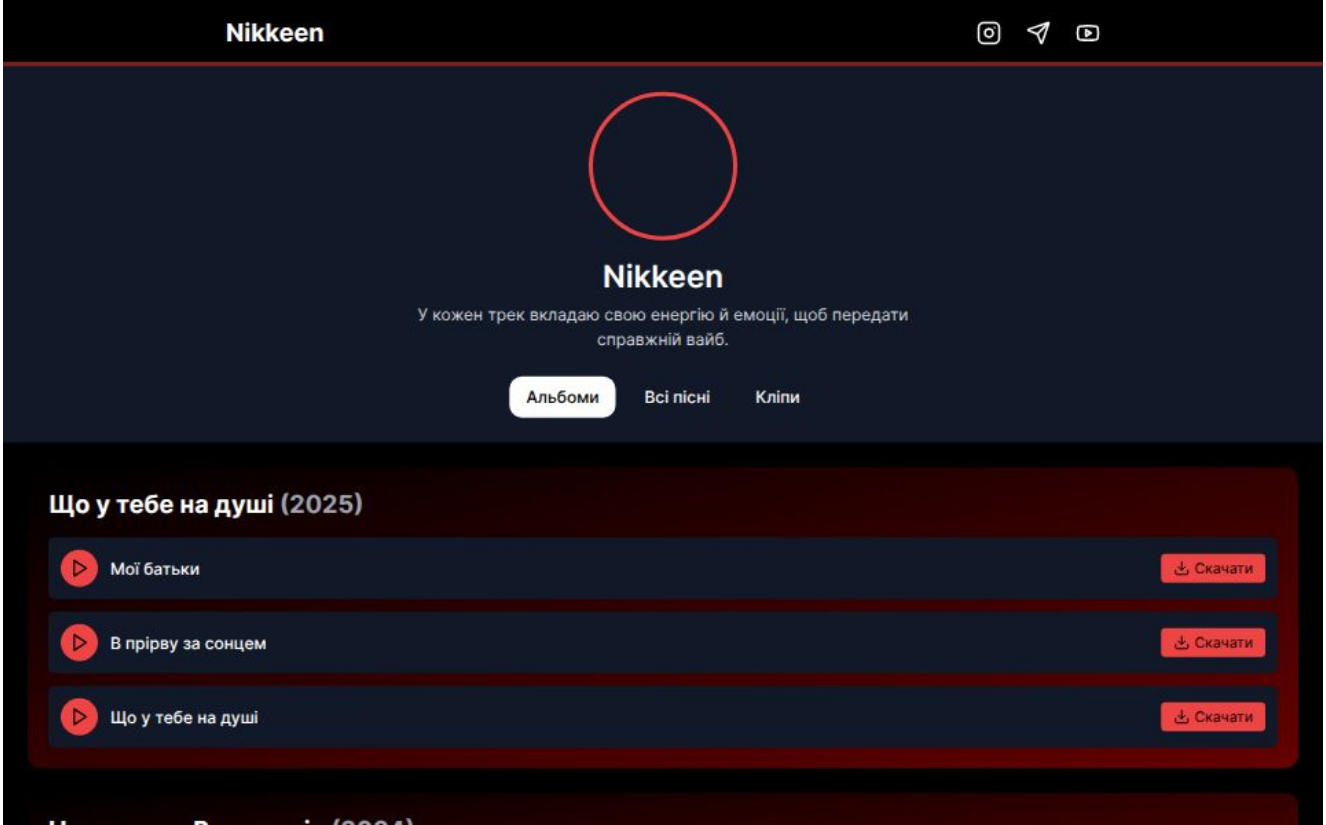 Nikkeen
Nikkeen
У кожен трек вкладаю свою енергію й емоції, щоб передати
справжній вайб.
Альбоми Всі пісні Кліпи
Що у тебе на душі (2025)
Мої батьки Скачати
В прірву за сонцем Скачати
Що у тебе на душі Скачати